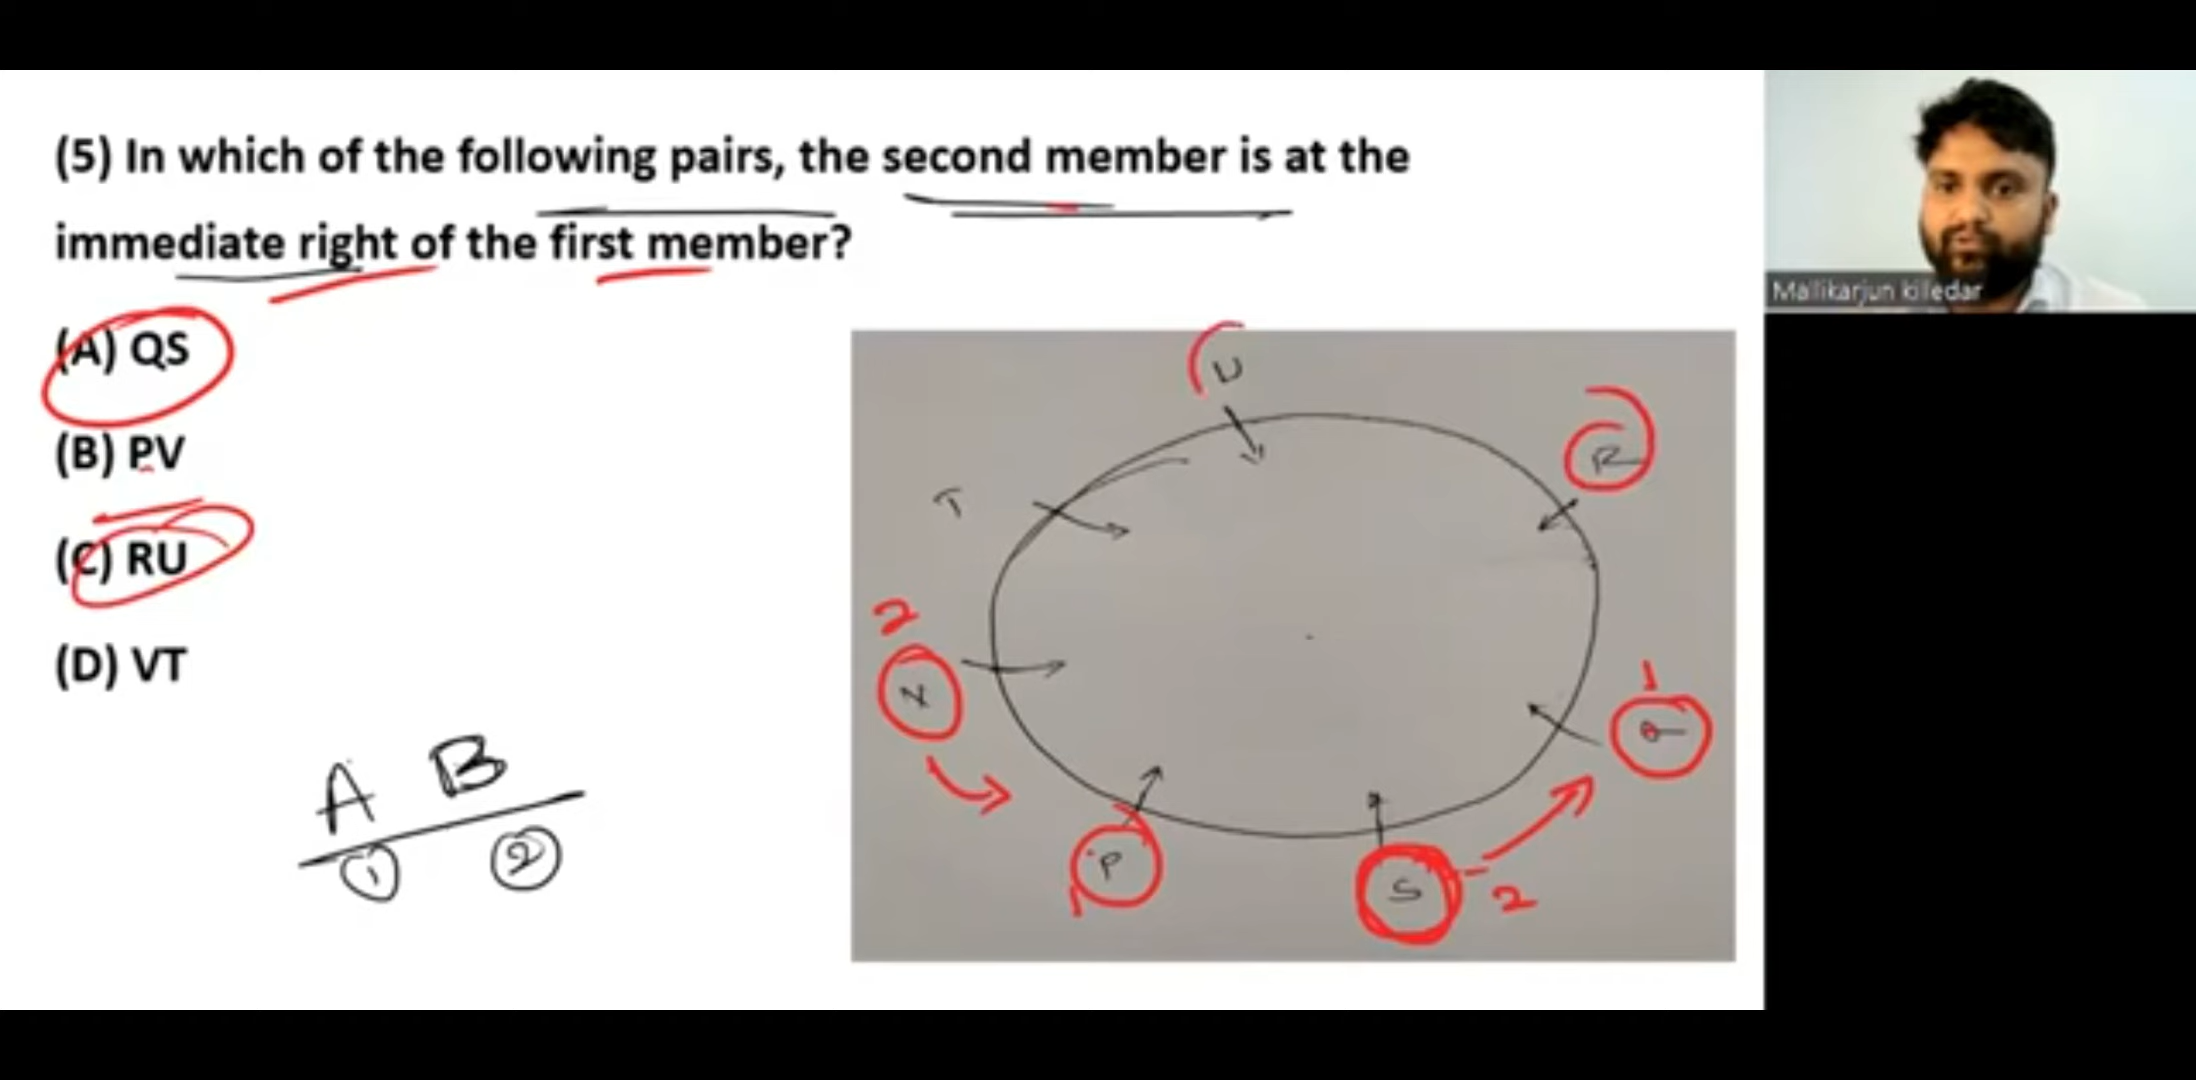 (5) In which of the following pairs, the second member is at the
immediate right of the first member?
(A) QS
(B) PV
(C) RU
(D) VT
A B
1 2
U
R
T
2
1
P
S
2
Mallikarjun killedar